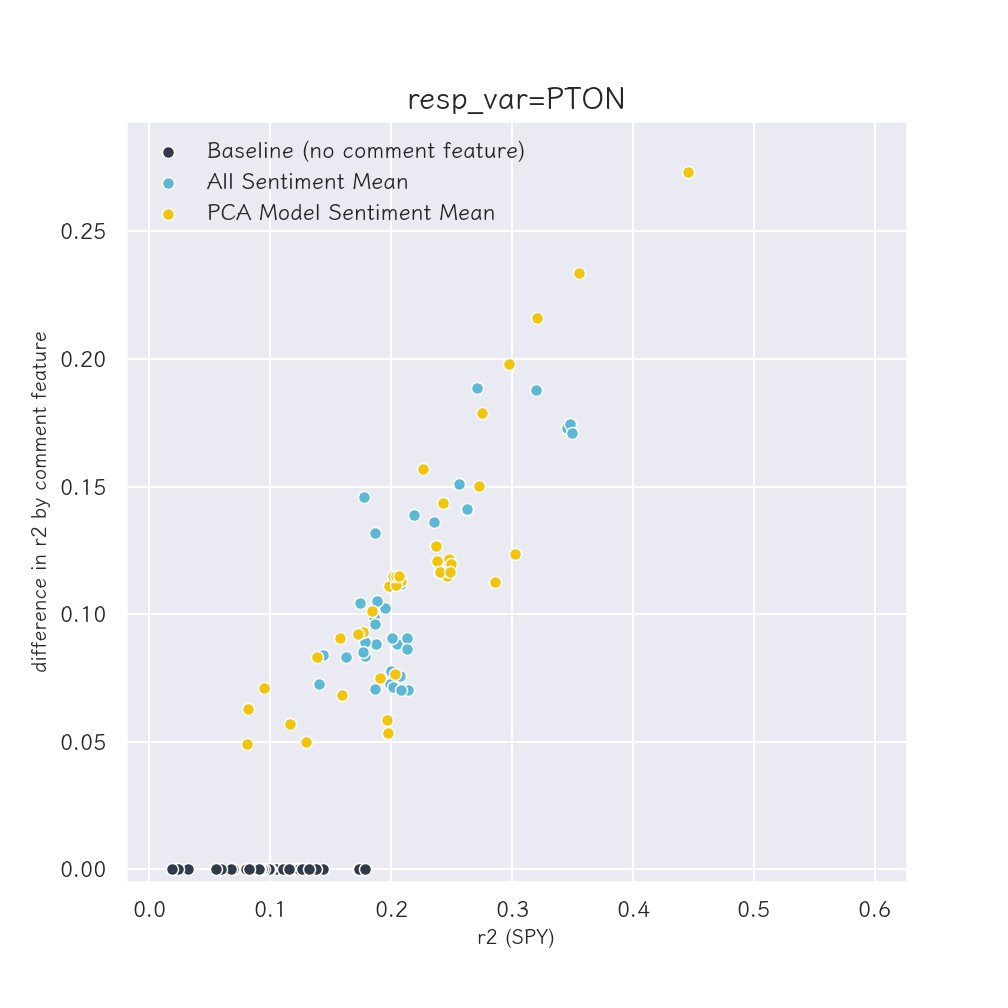 resp_var=PTON
Baseline (no comment feature)
All Sentiment Mean
PCA Model Sentiment Mean
0.25
0.20
0.15
0.10
0.05
0.00
difference in r2 by comment feature
0.0 0.1 0.2 0.3 0.4 0.5 0.6
r2 (SPY)